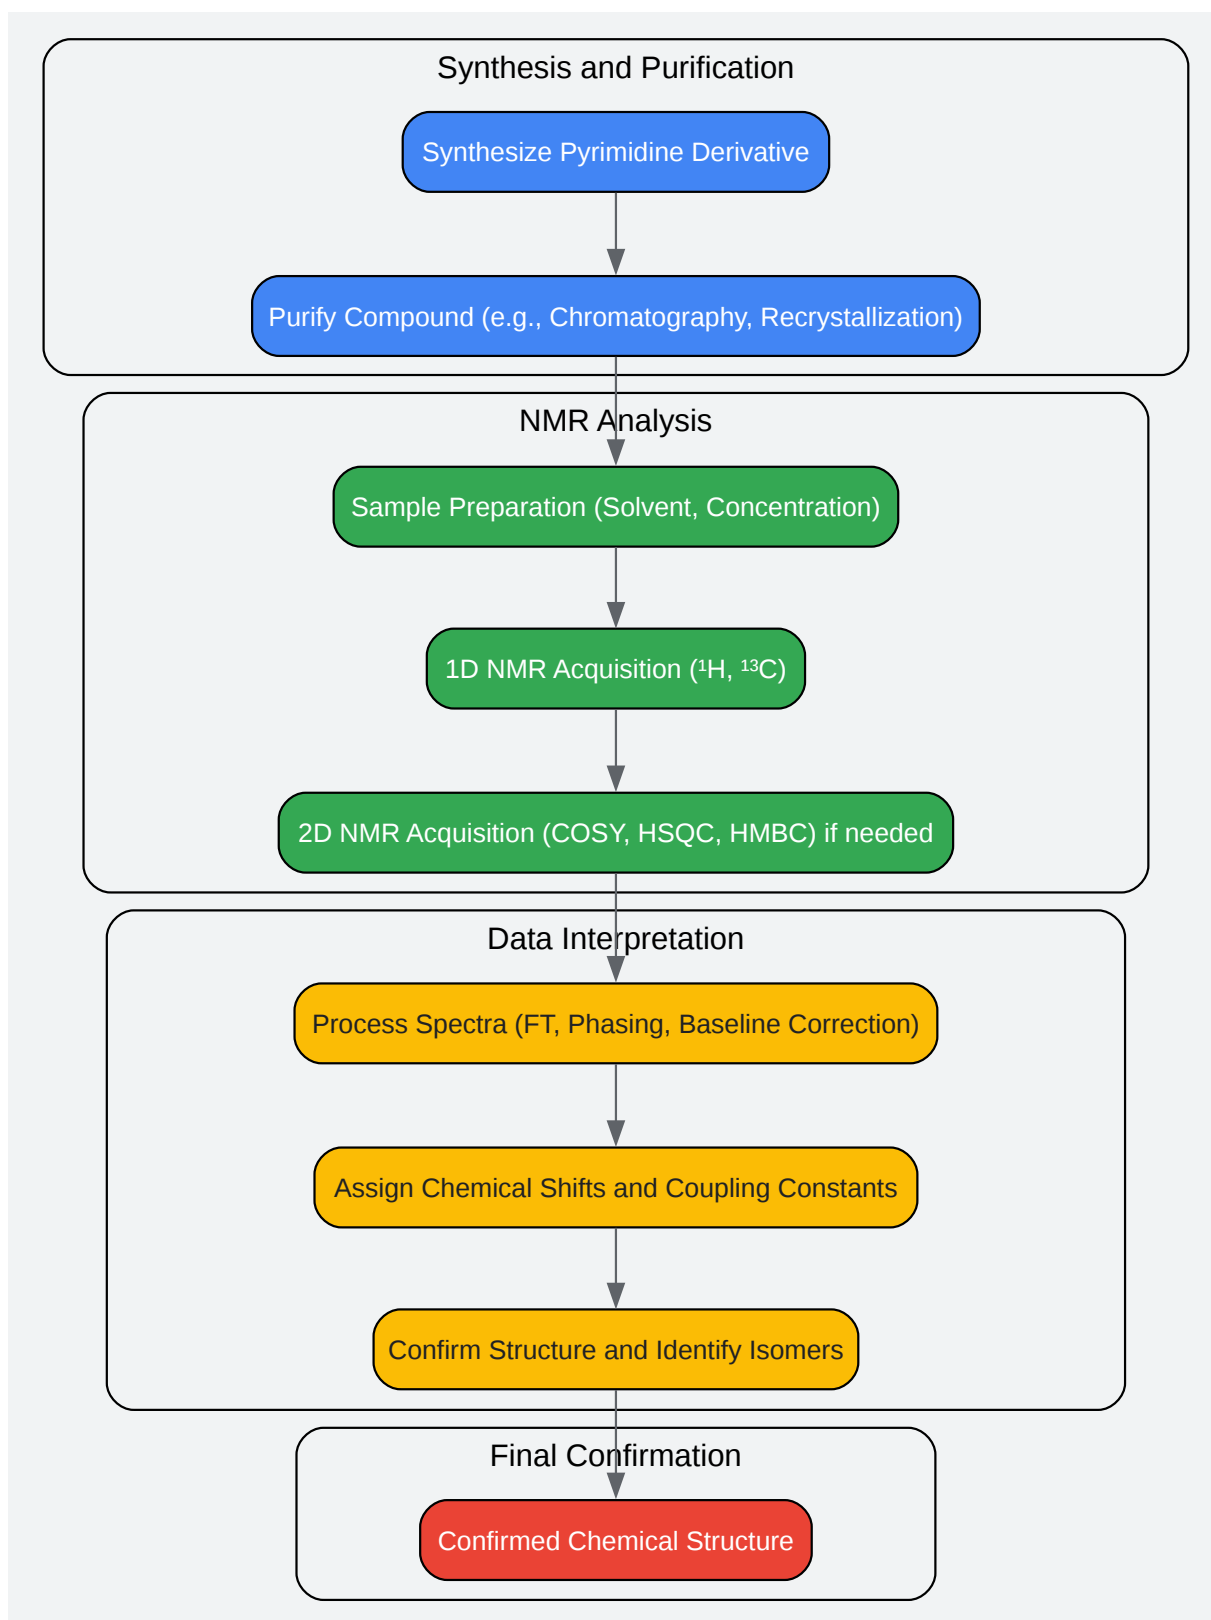 Synthesis and Purification
Synthesize Pyrimidine Derivative
Purify Compound (e.g., Chromatography, Recrystallization)
NMR Analysis
Sample Preparation (Solvent, Concentration)
1D NMR Acquisition (¹H, ¹³C)
2D NMR Acquisition (COSY, HSQC, HMBC) if needed
Data Interpretation
Process Spectra (FT, Phasing, Baseline Correction)
Assign Chemical Shifts and Coupling Constants
Confirm Structure and Identify Isomers
Final Confirmation
Confirmed Chemical Structure